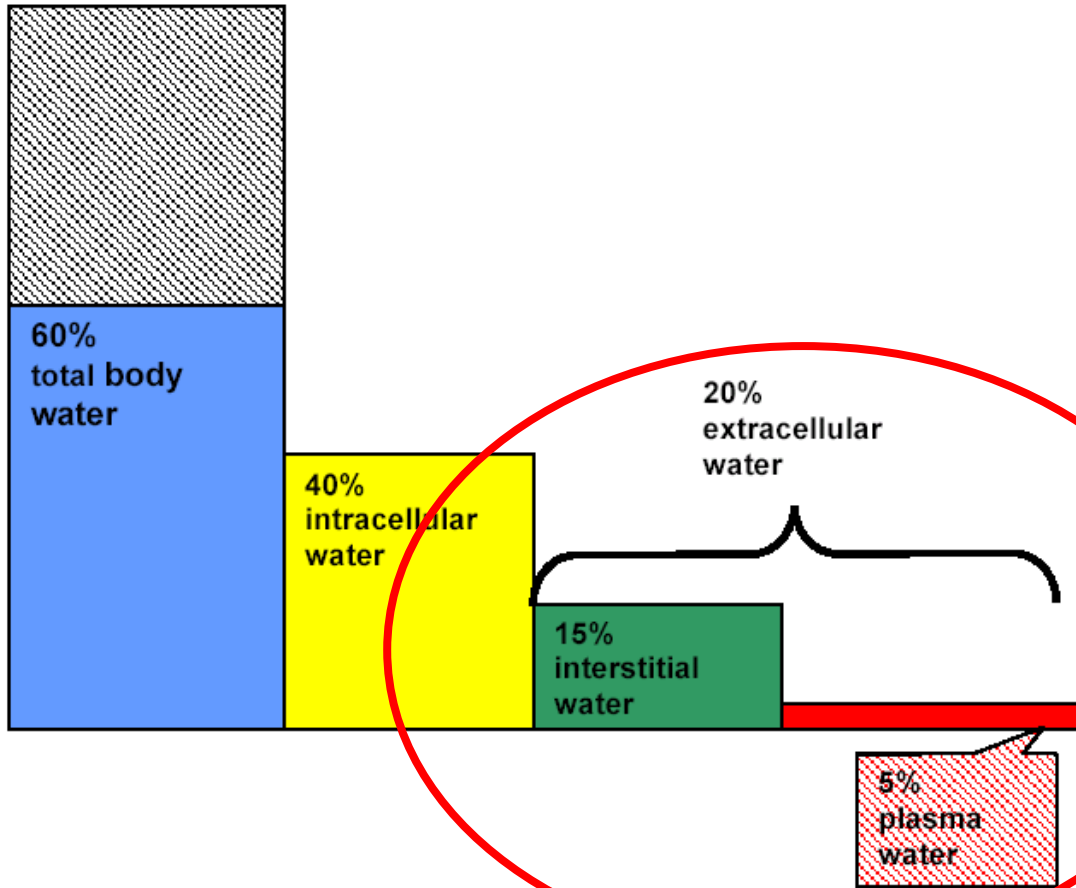 60%
total body
water
40%
intracellular
water
20%
extracellular
water
15%
interstitial
water
5%
plasma
water